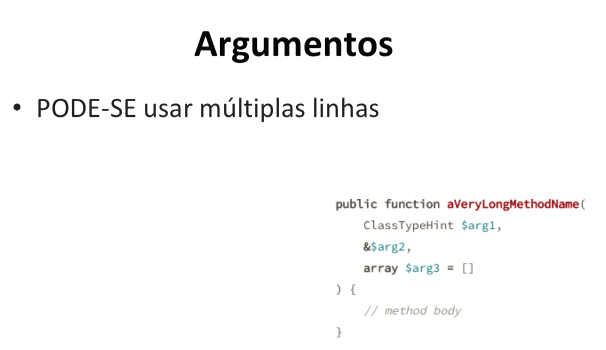 Argumentos
• PODE-SE usar múltiplas linhas
public function aVeryLongMethodName(
    ClassTypeHint $arg1,
    &$arg2,
    array $arg3 = []
) {
    // method body
}